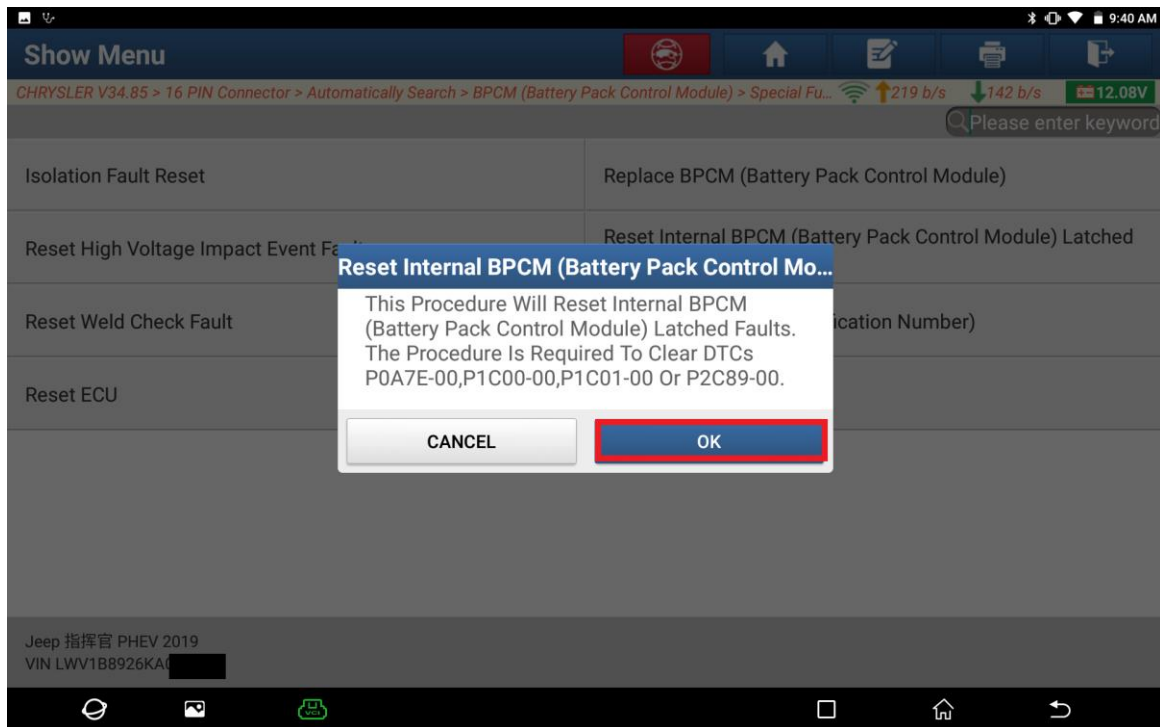 9:40 AM
Show Menu
CHRYSLER V34.85 > 16 PIN Connector > Automatically Search > BPCM (Battery Pack Control Module) > Special Fu... 219 b/s 142 b/s 12.08V
Please enter keyword
Isolation Fault Reset
Replace BPCM (Battery Pack Control Module)
Reset High Voltage Impact Event
Reset Internal BPCM (Battery Pack Control Module) Latched
Reset Internal BPCM (Battery Pack Control Mo...
This Procedure Will Reset Internal BPCM
(Battery Pack Control Module) Latched Faults.
The Procedure Is Required To Clear DTCs
P0A7E-00,P1C00-00,P1C01-00 Or P2C89-00.
CANCEL
OK
Reset Weld Check Fault
Number)
Reset ECU
Jeep 指挥官 PHEV 2019
VIN LWV1B8926KA
VCI